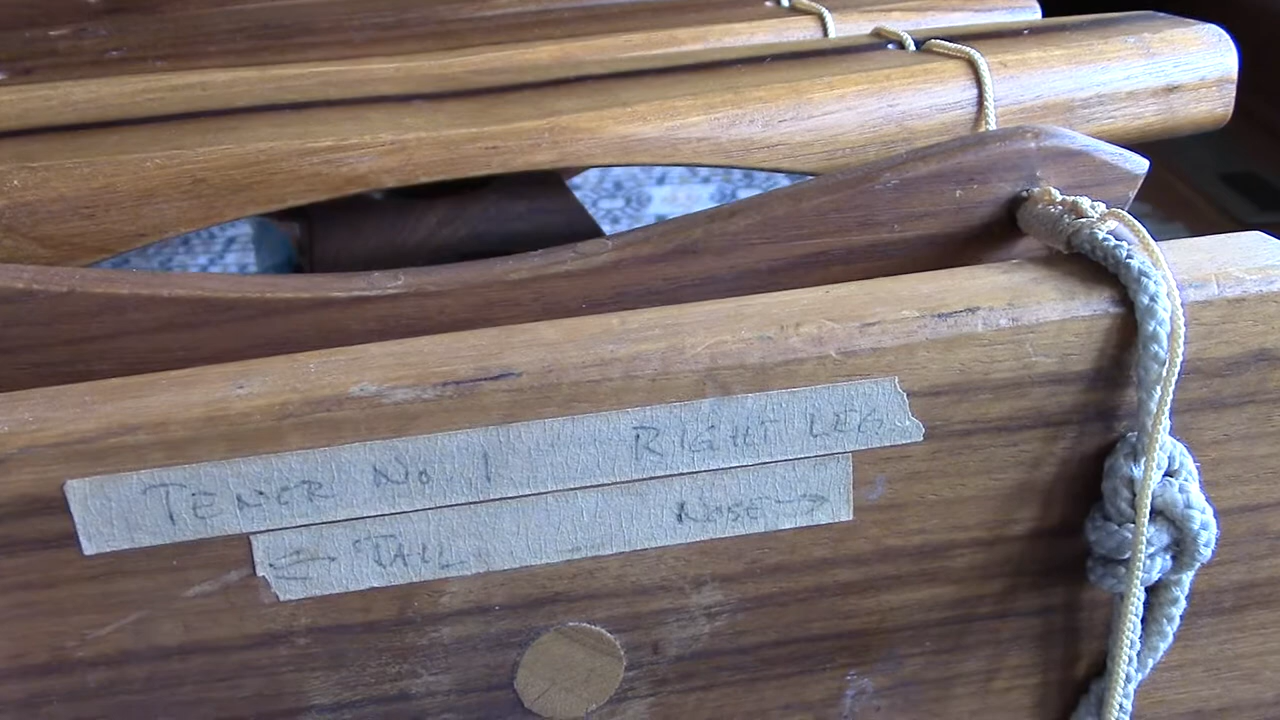 TENOR No 1 RIGHT LEG
← TAIL NOSE →